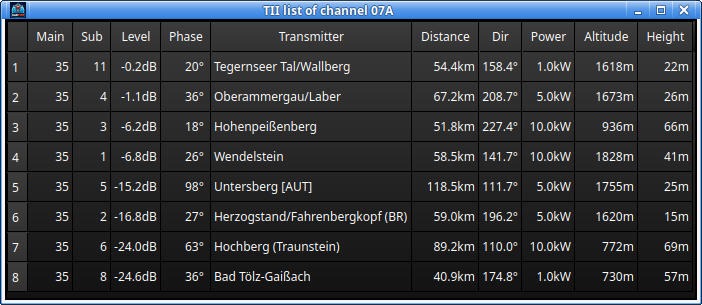 TII list of channel 07A
Main Sub Level Phase Transmitter Distance Dir Power Altitude Height
1 35 11 -0.2dB 20° Tegernseer Tal/Wallberg 54.4km 158.4° 1.0kW 1618m 22m
2 35 4 -1.1dB 36° Oberammergau/Laber 67.2km 208.7° 5.0kW 1673m 26m
3 35 3 -6.2dB 18° Hohenpeißenberg 51.8km 227.4° 10.0kW 936m 66m
4 35 1 -6.8dB 26° Wendelstein 58.5km 141.7° 10.0kW 1828m 41m
5 35 5 -15.2dB 98° Untersberg [AUT] 118.5km 111.7° 5.0kW 1755m 25m
6 35 2 -16.8dB 27° Herzogstand/Fahrenbergkopf (BR) 59.0km 196.2° 5.0kW 1620m 15m
7 35 6 -24.0dB 63° Hochberg (Traunstein) 89.2km 110.0° 10.0kW 772m 69m
8 35 8 -24.6dB 36° Bad Tölz-Gaißach 40.9km 174.8° 1.0kW 730m 57m